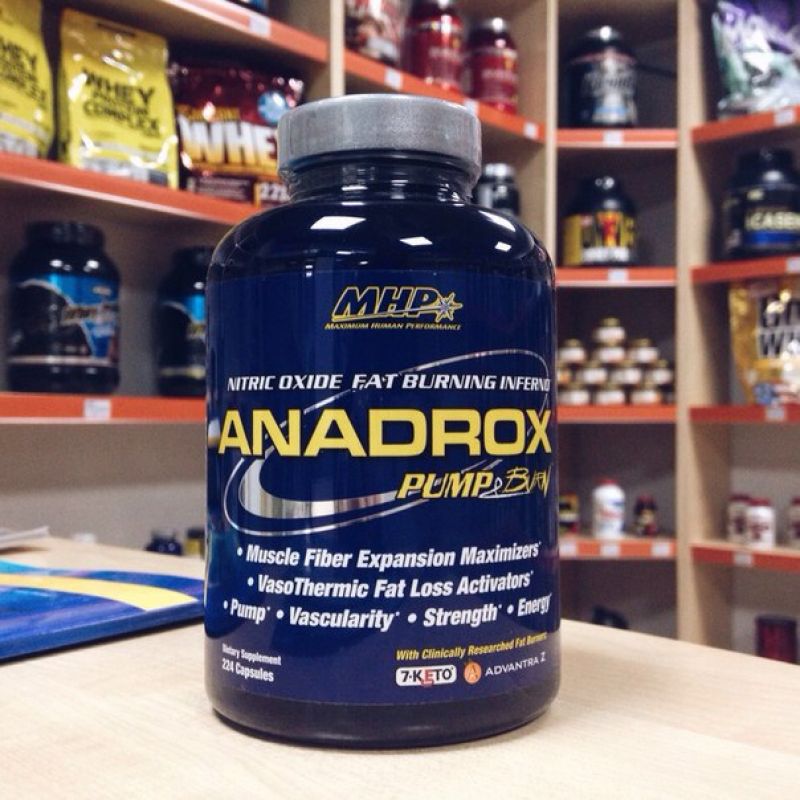 WHEY
COMPLEX
WHEY
MHP
MAXIMUM HUMAN PERFORMANCE
NITRIC OXIDE FAT BURNING INFERNO
ANADROX
PUMP & BURN
• Muscle Fiber Expansion Maximizers*
• VasoThermic Fat Loss Activators*
• Pump* • Vascularity* • Strength* • Energy*
Dietary Supplement
224 Capsules
With Clinically Researched Fat Burners
7-KETO
ADVANTRA Z